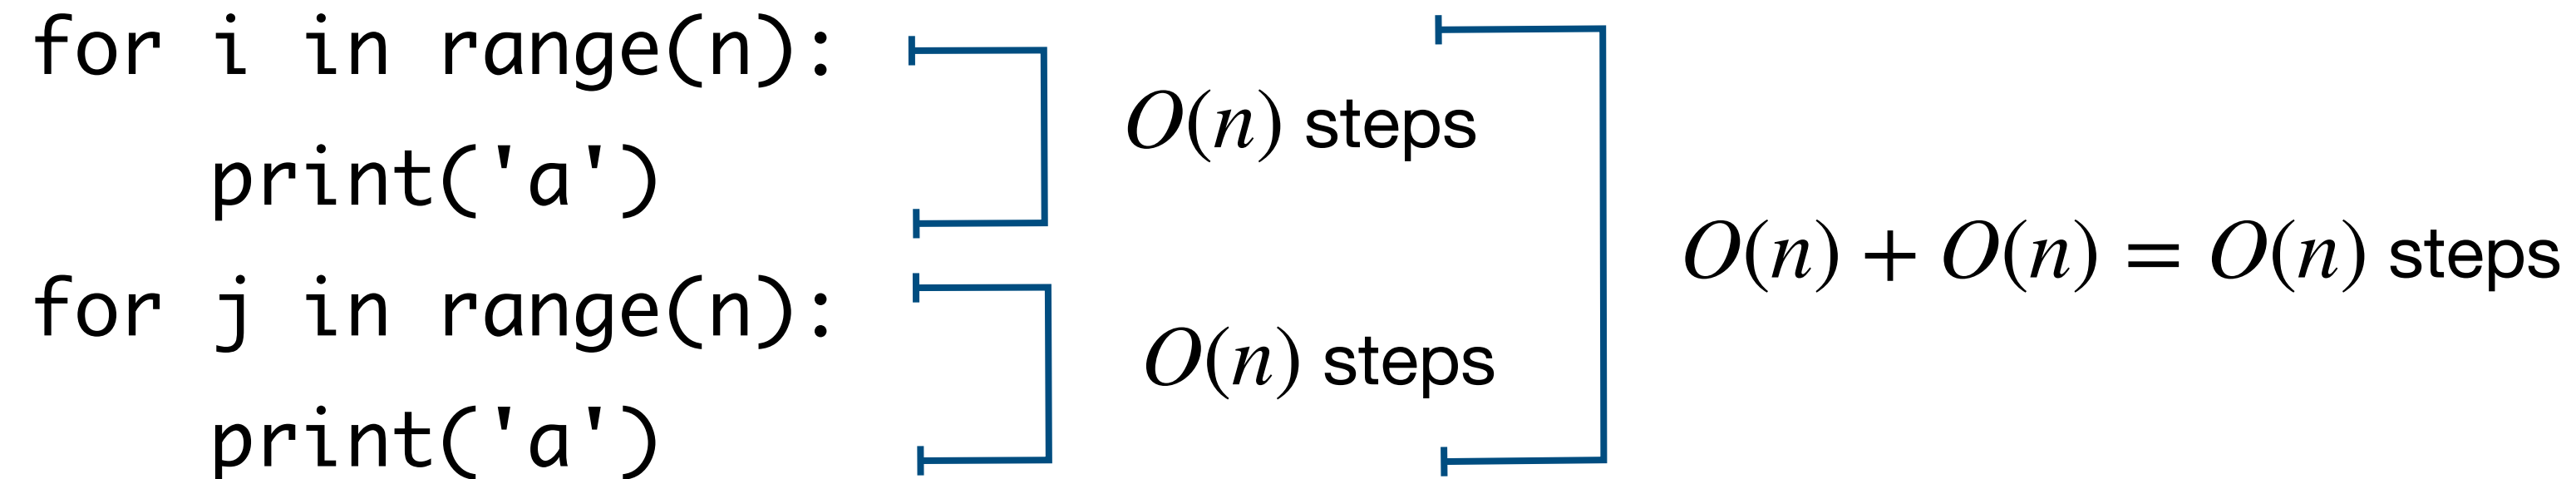 for i in range(n):
    print('a')
for j in range(n):
    print('a')
O(n) steps
O(n) steps
O(n) + O(n) = O(n) steps